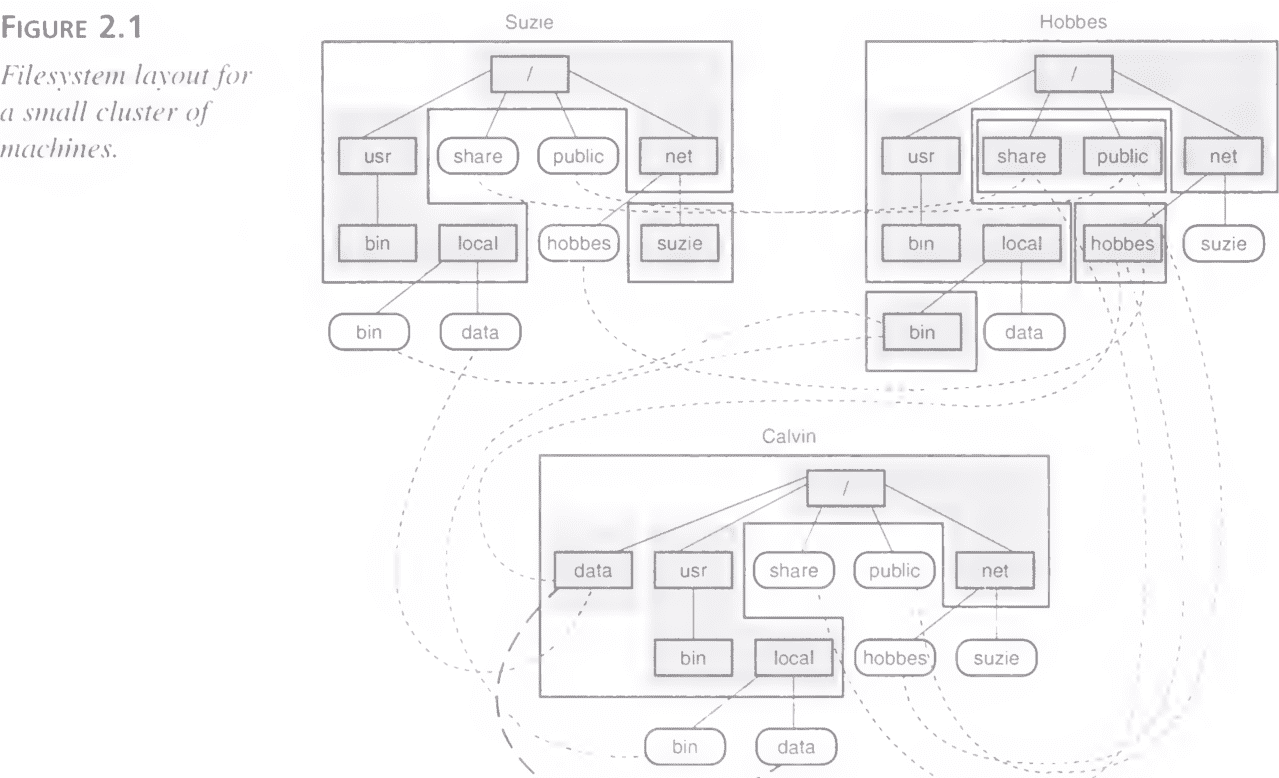 FIGURE 2.1
Filesystem layout for
a small cluster of
machines.
Suzie
/
usr share public net
bin local hobbes suzie
bin data
Hobbes
/
usr share public net
bin local hobbes suzie
bin data
Calvin
/
data usr share public net
bin local hobbes suzie
bin data